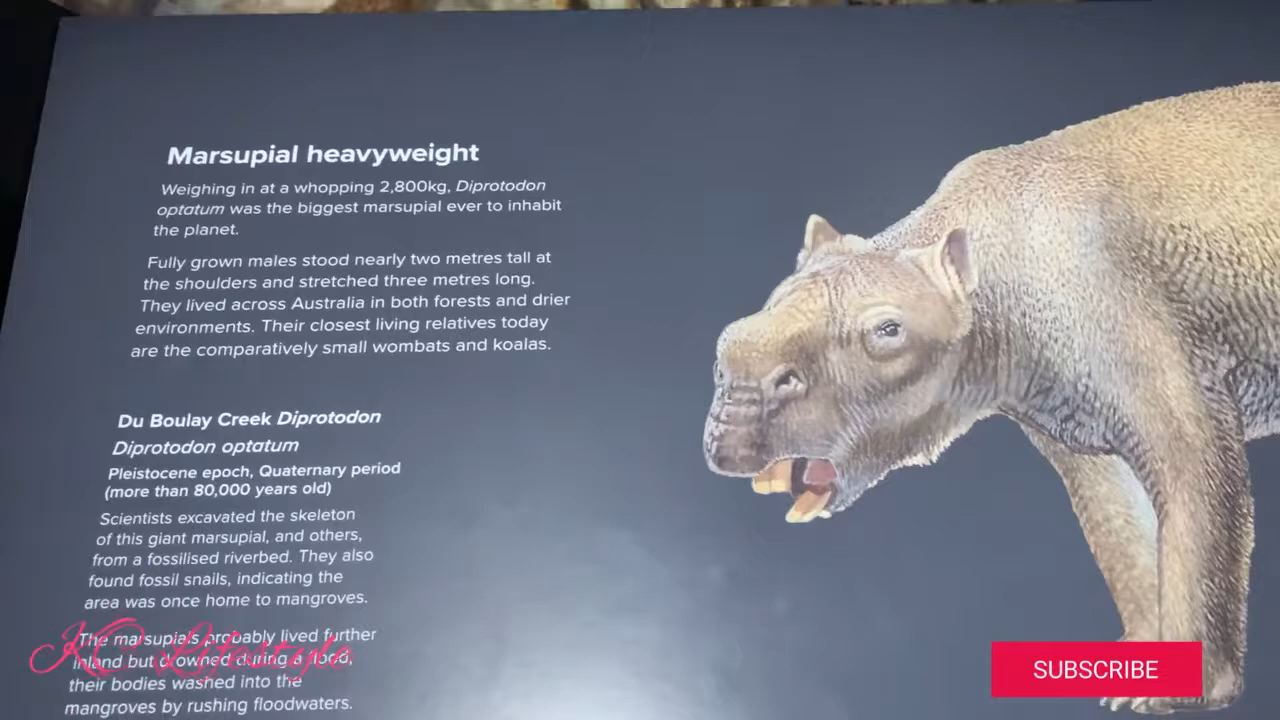 Marsupial heavyweight
Weighing in at a whopping 2,800kg, Diprotodon
optatum was the biggest marsupial ever to inhabit
the planet.
Fully grown males stood nearly two metres tall at
the shoulders and stretched three metres long.
They lived across Australia in both forests and drier
environments. Their closest living relatives today
are the comparatively small wombats and koalas.
Du Boulay Creek Diprotodon
Diprotodon optatum
Pleistocene epoch, Quaternary period
(more than 80,000 years old)
Scientists excavated the skeleton
of this giant marsupial, and others,
from a fossilised riverbed. They also
found fossil snails, indicating the
area was once home to mangroves.
The marsupials probably lived further
inland but drowned during a flood,
their bodies washed into the
mangroves by rushing floodwaters.
KC Lifestyle
SUBSCRIBE